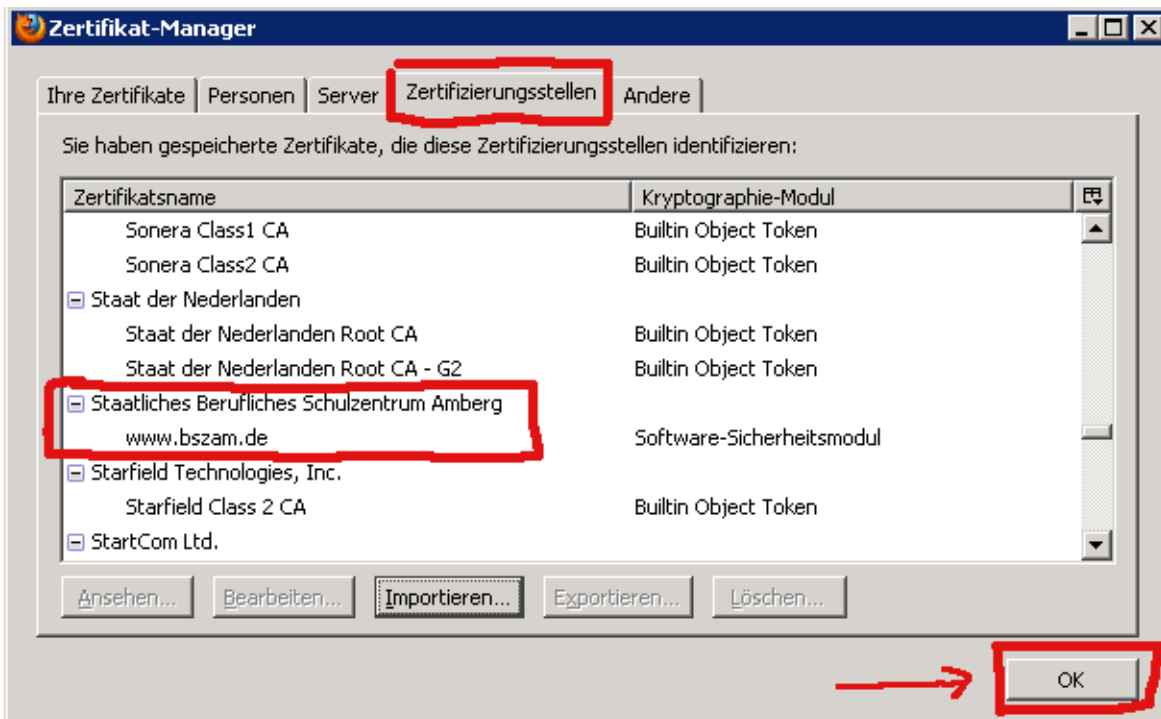 Zertifikat-Manager
Ihre Zertifikate Personen Server Zertifizierungsstellen Andere
Sie haben gespeicherte Zertifikate, die diese Zertifizierungsstellen identifizieren:
Zertifikatsname Kryptographie-Modul
Sonera Class1 CA Builtin Object Token
Sonera Class2 CA Builtin Object Token
Staat der Nederlanden
Staat der Nederlanden Root CA Builtin Object Token
Staat der Nederlanden Root CA - G2 Builtin Object Token
Staatliches Berufliches Schulzentrum Amberg
www.bszam.de Software-Sicherheitsmodul
Starfield Technologies, Inc.
Starfield Class 2 CA Builtin Object Token
StartCom Ltd.
Ansehen... Bearbeiten... Importieren... Exportieren... Löschen...
OK